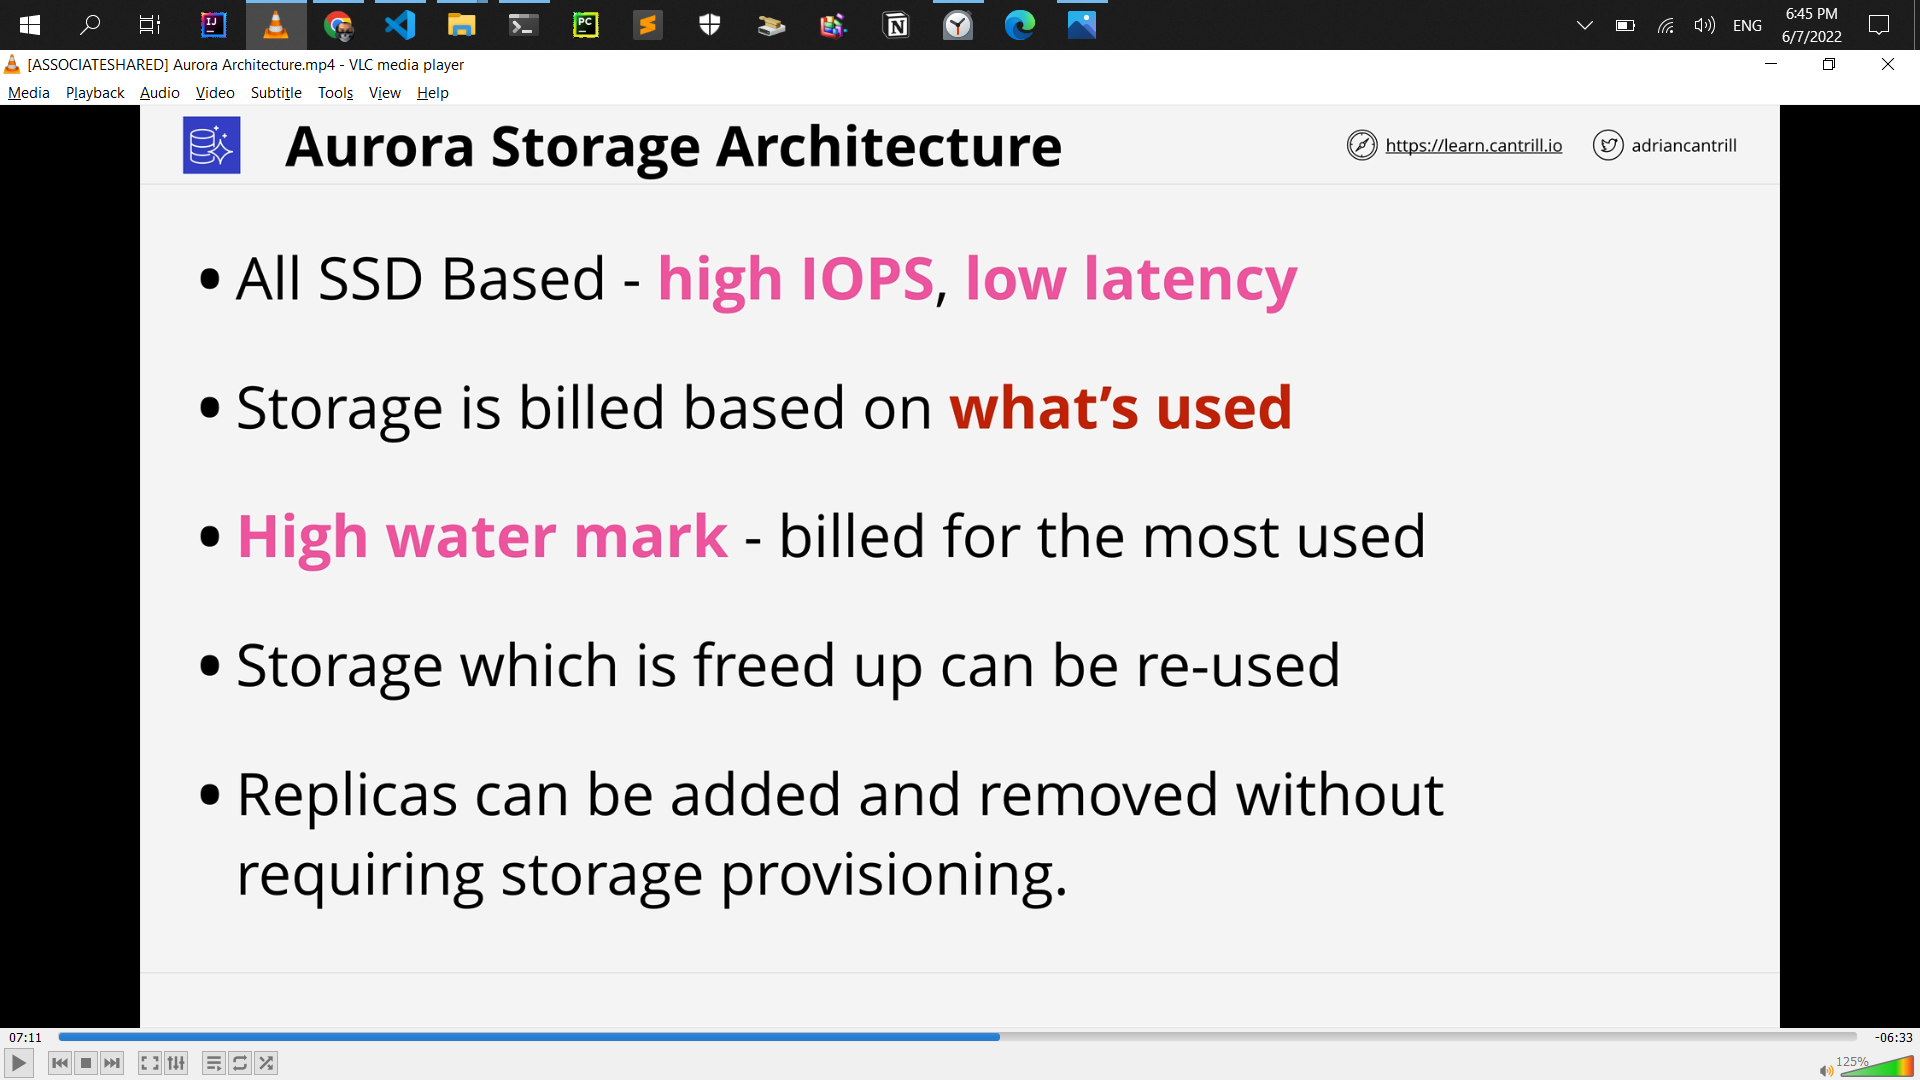 6:45 PM
ENG
6/7/2022
IJ
PC
[ASSOCIATESHARED] Aurora Architecture.mp4 - VLC media player
Media Playback Audio Video Subtitle Tools View Help
Aurora Storage Architecture
https://learn.cantrill.io
adriancantrill
• All SSD Based - high IOPS, low latency
• Storage is billed based on what’s used
• High water mark - billed for the most used
• Storage which is freed up can be re-used
• Replicas can be added and removed without
requiring storage provisioning.
07:11
-06:33
125%